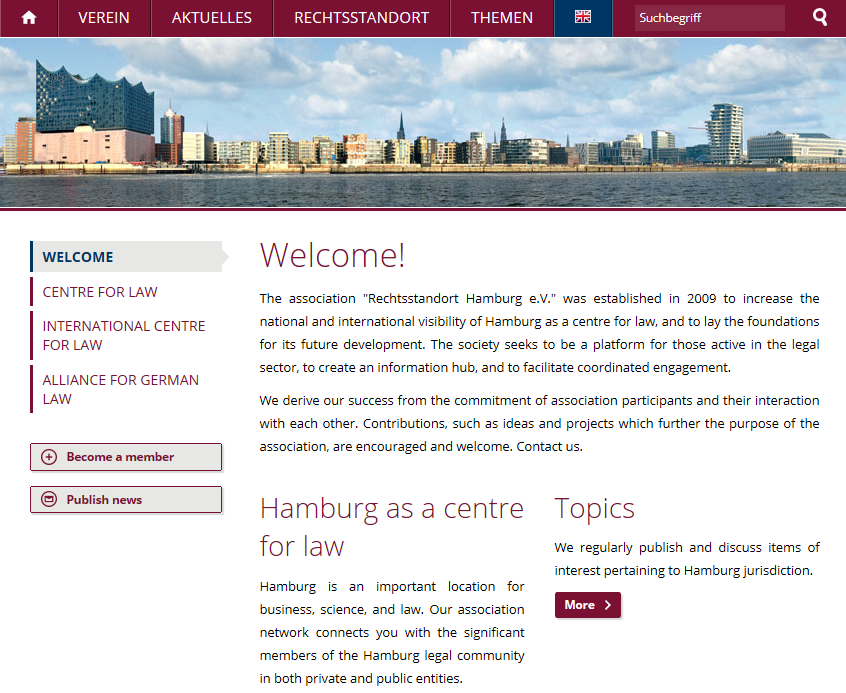 VEREIN AKTUELLES RECHTSSTANDORT THEMEN Suchbegriff
WELCOME
CENTRE FOR LAW
INTERNATIONAL CENTRE
FOR LAW
ALLIANCE FOR GERMAN
LAW
Become a member
Publish news
Welcome!
The association "Rechtsstandort Hamburg e.V." was established in 2009 to increase the
national and international visibility of Hamburg as a centre for law, and to lay the foundations
for its future development. The society seeks to be a platform for those active in the legal
sector, to create an information hub, and to facilitate coordinated engagement.
We derive our success from the commitment of association participants and their interaction
with each other. Contributions, such as ideas and projects which further the purpose of the
association, are encouraged and welcome. Contact us.
Hamburg as a centre
for law
Hamburg is an important location for
business, science, and law. Our association
network connects you with the significant
members of the Hamburg legal community
in both private and public entities.
Topics
We regularly publish and discuss items of
interest pertaining to Hamburg jurisdiction.
More